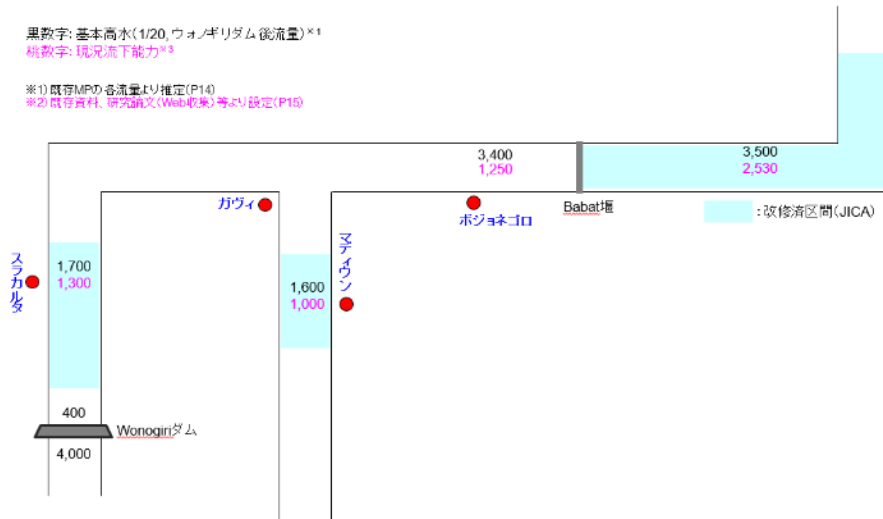 黒数字: 基本高水(1/20, ウォノギリダム後流量)※1
桃数字: 現況流下能力※3
※1) 既存MPの各流量より推定(P14)
※2) 既存資料、研究論文(Web収集)等より設定(P15)
3,400
1,250
3,500
2,530
ガヴィ
ボジョネゴロ
Babat堰
:改修済区間(JICA)
スラカルタ
1,700
1,300
マディウン
1,600
1,000
400
Wonogiriダム
4,000